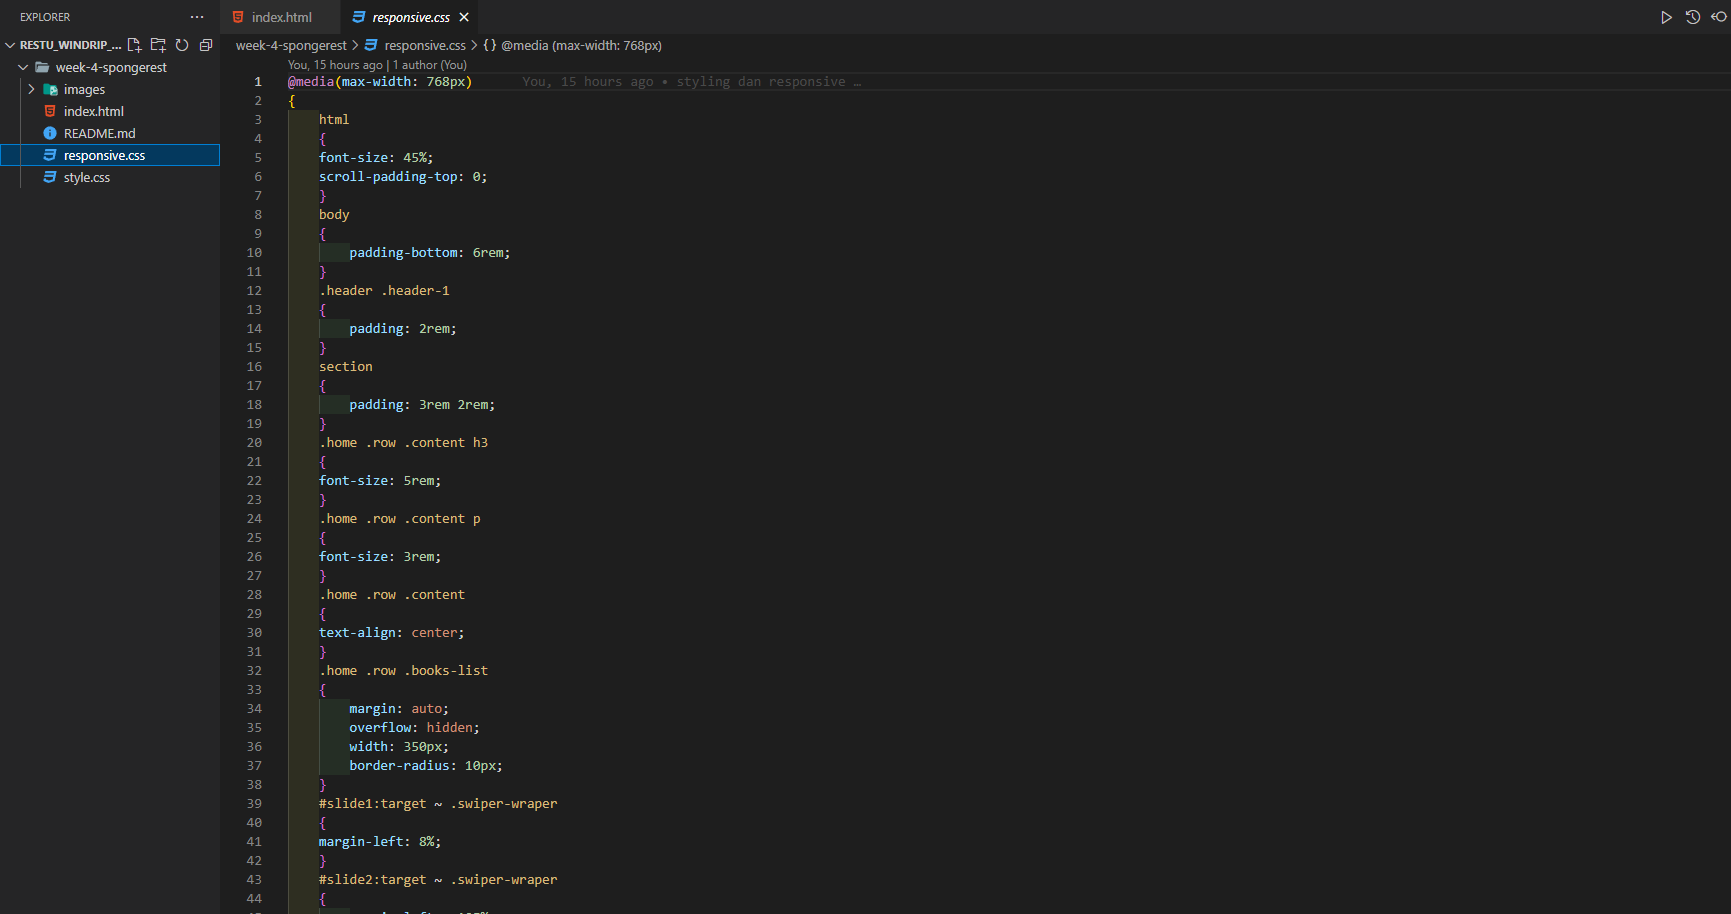 EXPLORER
RESTU_WINDRIP_...
week-4-spongerest
images
index.html
README.md
responsive.css
style.css
index.html
responsive.css
week-4-spongerest > responsive.css > {} @media (max-width: 768px)
You, 15 hours ago | 1 author (You)
1 @media(max-width: 768px) You, 15 hours ago • styling dan responsive …
2 {
3 html
4 {
5 font-size: 45%;
6 scroll-padding-top: 0;
7 }
8 body
9 {
10 padding-bottom: 6rem;
11 }
12 .header .header-1
13 {
14 padding: 2rem;
15 }
16 section
17 {
18 padding: 3rem 2rem;
19 }
20 .home .row .content h3
21 {
22 font-size: 5rem;
23 }
24 .home .row .content p
25 {
26 font-size: 3rem;
27 }
28 .home .row .content
29 {
30 text-align: center;
31 }
32 .home .row .books-list
33 {
34 margin: auto;
35 overflow: hidden;
36 width: 350px;
37 border-radius: 10px;
38 }
39 #slide1:target ~ .swiper-wraper
40 {
41 margin-left: 8%;
42 }
43 #slide2:target ~ .swiper-wraper
44 {